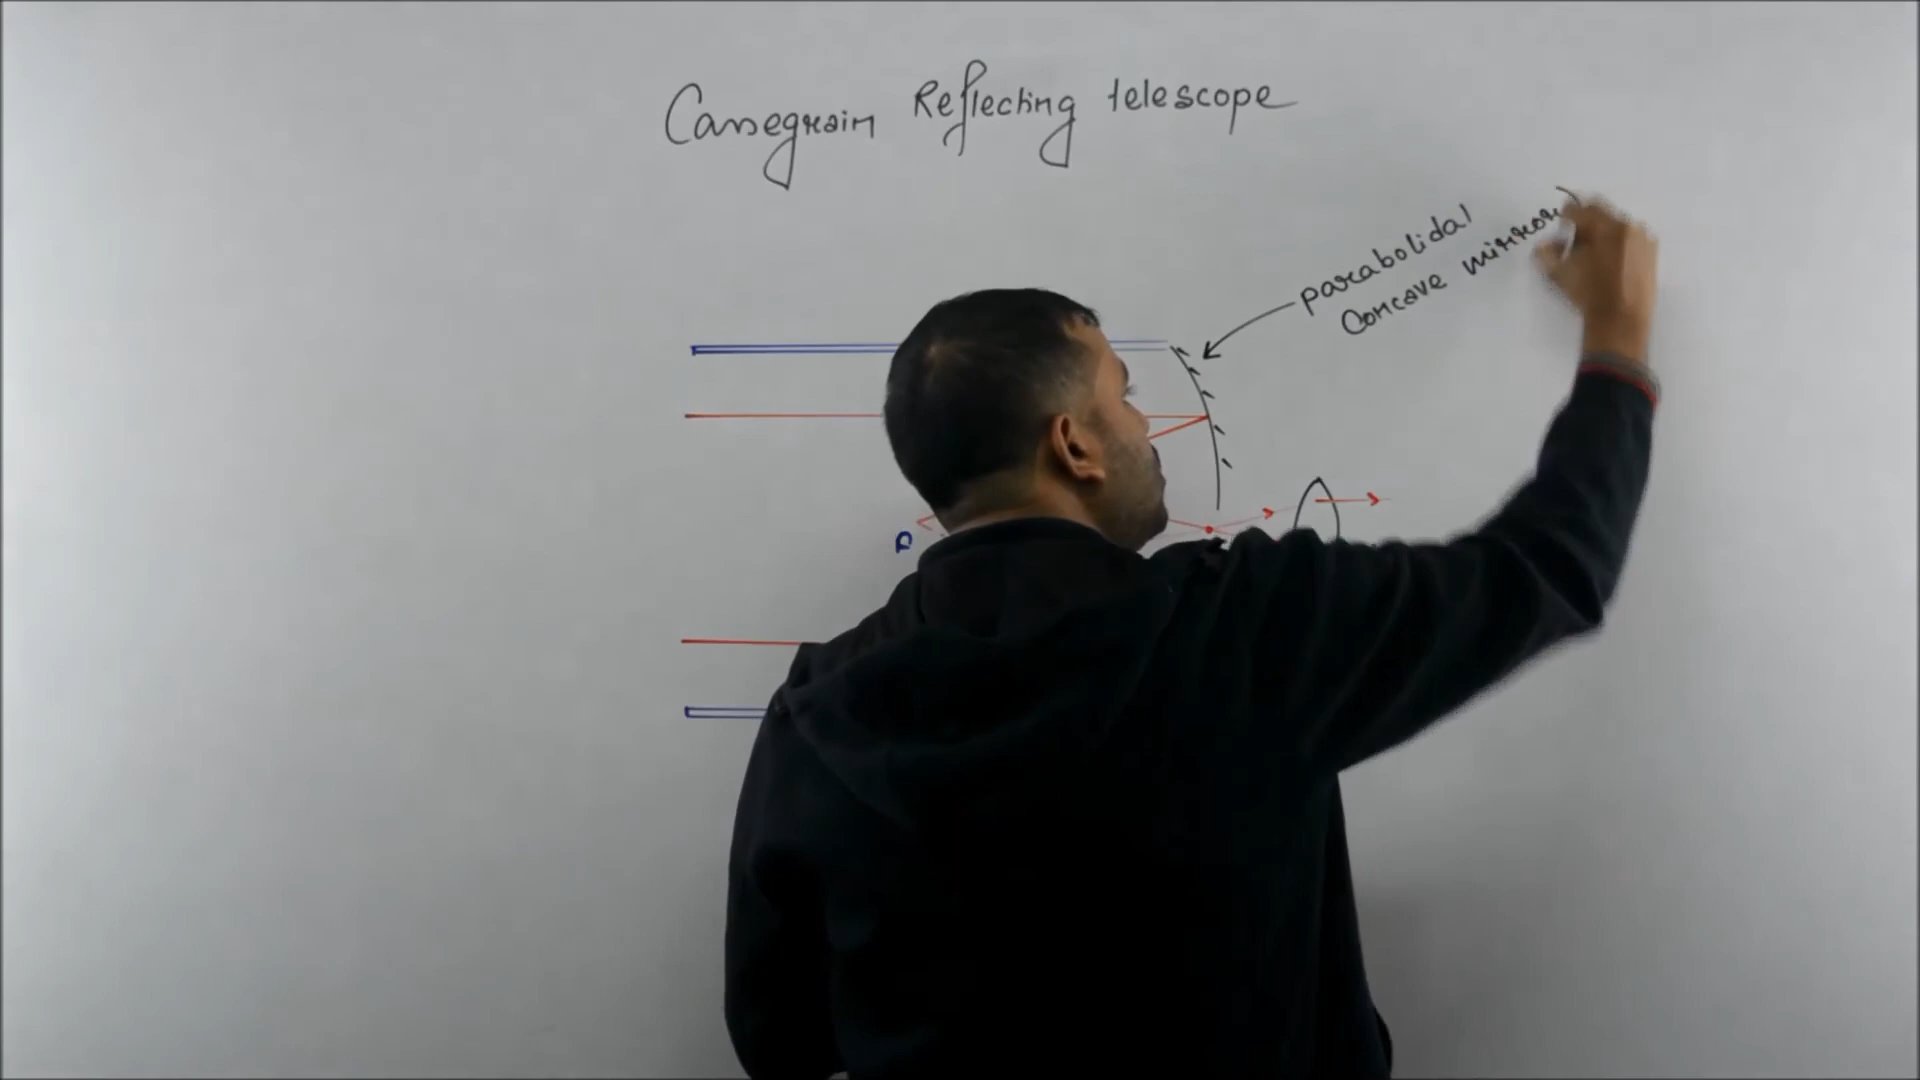 Cassegrain Reflecting telescope
parabolidal
Concave mirror